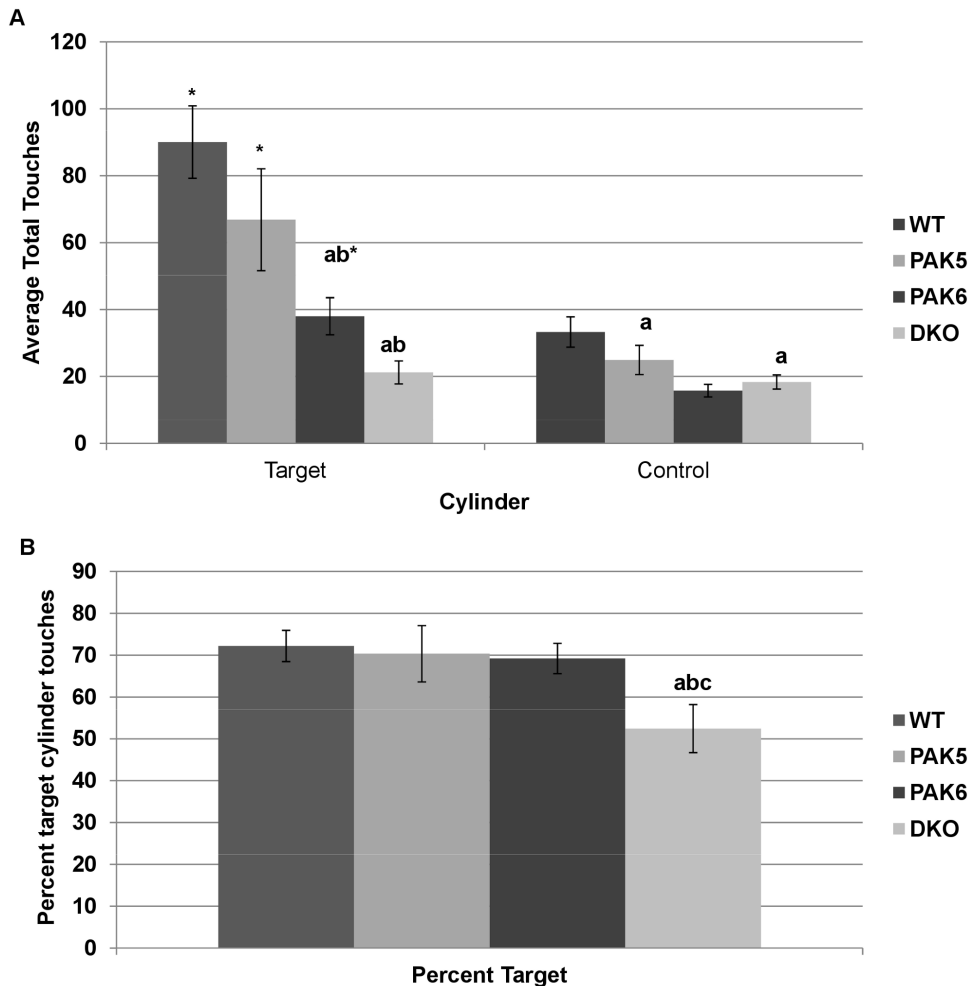 A
120
100
80
60
40
20
0
Average Total Touches
*
*
ab*
ab
a
a
Target
Control
Cylinder
WT
PAK5
PAK6
DKO
B
90
80
70
60
50
40
30
20
10
0
Percent target cylinder touches
abc
Percent Target
WT
PAK5
PAK6
DKO